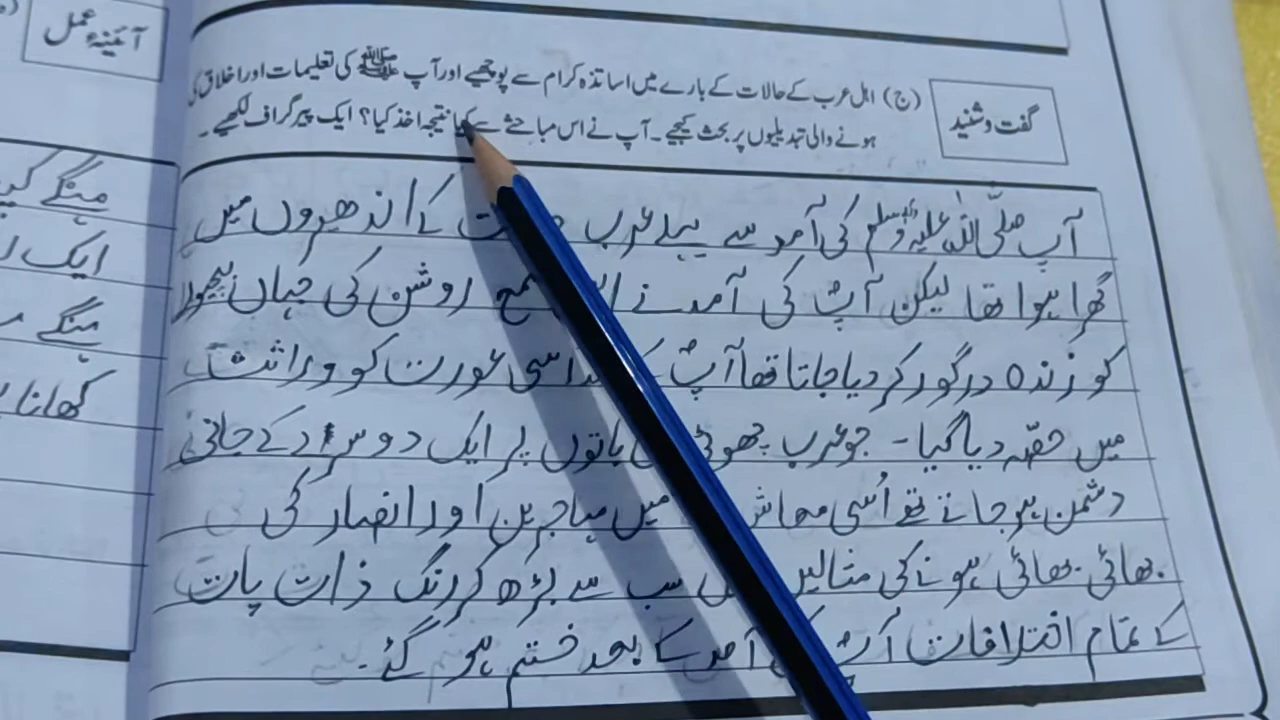 آئینۂ عمل
گفت و شنید
(ج) اہل عرب کے حالات کے بارے میں اساتذہ کرام سے پوچھیے اور آپ ﷺ کی تعلیمات اور اخلاق کی
ہونے والی تبدیلیوں پر بحث کیجیے۔ آپ نے اس مباحثے سے کیا نتیجہ اخذ کیا؟ ایک پیراگراف لکھیے۔
آپ صلّی اللہ علیہ وسلم کی آمد سے پہلے عرب کے اندھیروں میں
گھرا ہوا تھا لیکن آپؐ کی آمد نے شمع روشن کی جہاں بیٹیوں
کو زندہ درگور کر دیا جاتا تھا آپؐ اسی عورت کو وراثت
میں حصّہ دیا گیا - جو عرب چھوٹی باتوں پر ایک دوسرے کے جانی
دشمن ہو جاتے تھے اُسی میں مہاجرین اور انصار کی
بھائی بھائی ہونے کی مثالیں سب سے بڑھ کر رنگ ذات پات
کے تمام اختلافات آپؐ کی آمد کے بعد ختم ہو گئے۔
مہنگے
ایک
مہنگے
کھانا